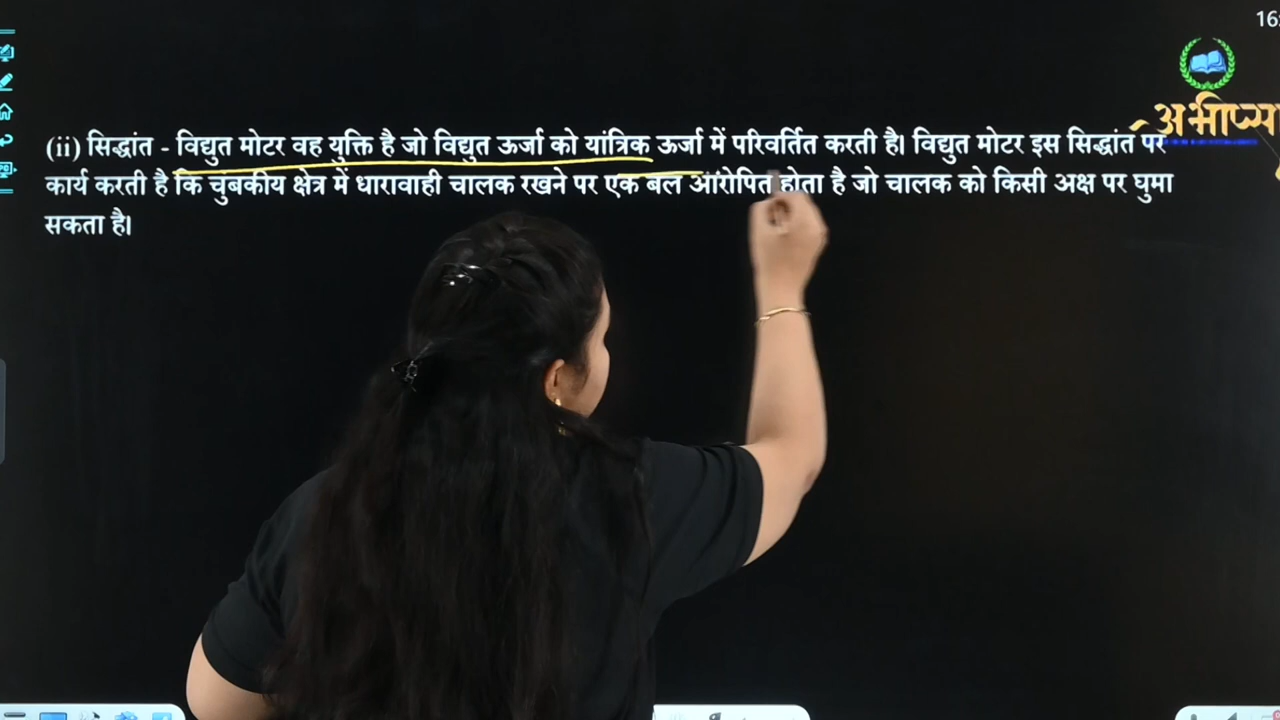 16:
अभीप्सा
(ii) सिद्धांत - विद्युत मोटर वह युक्ति है जो विद्युत ऊर्जा को यांत्रिक ऊर्जा में परिवर्तित करती है। विद्युत मोटर इस सिद्धांत पर
कार्य करती है कि चुबकीय क्षेत्र में धारावाही चालक रखने पर एक बल आरोपित होता है जो चालक को किसी अक्ष पर घुमा
सकता है।